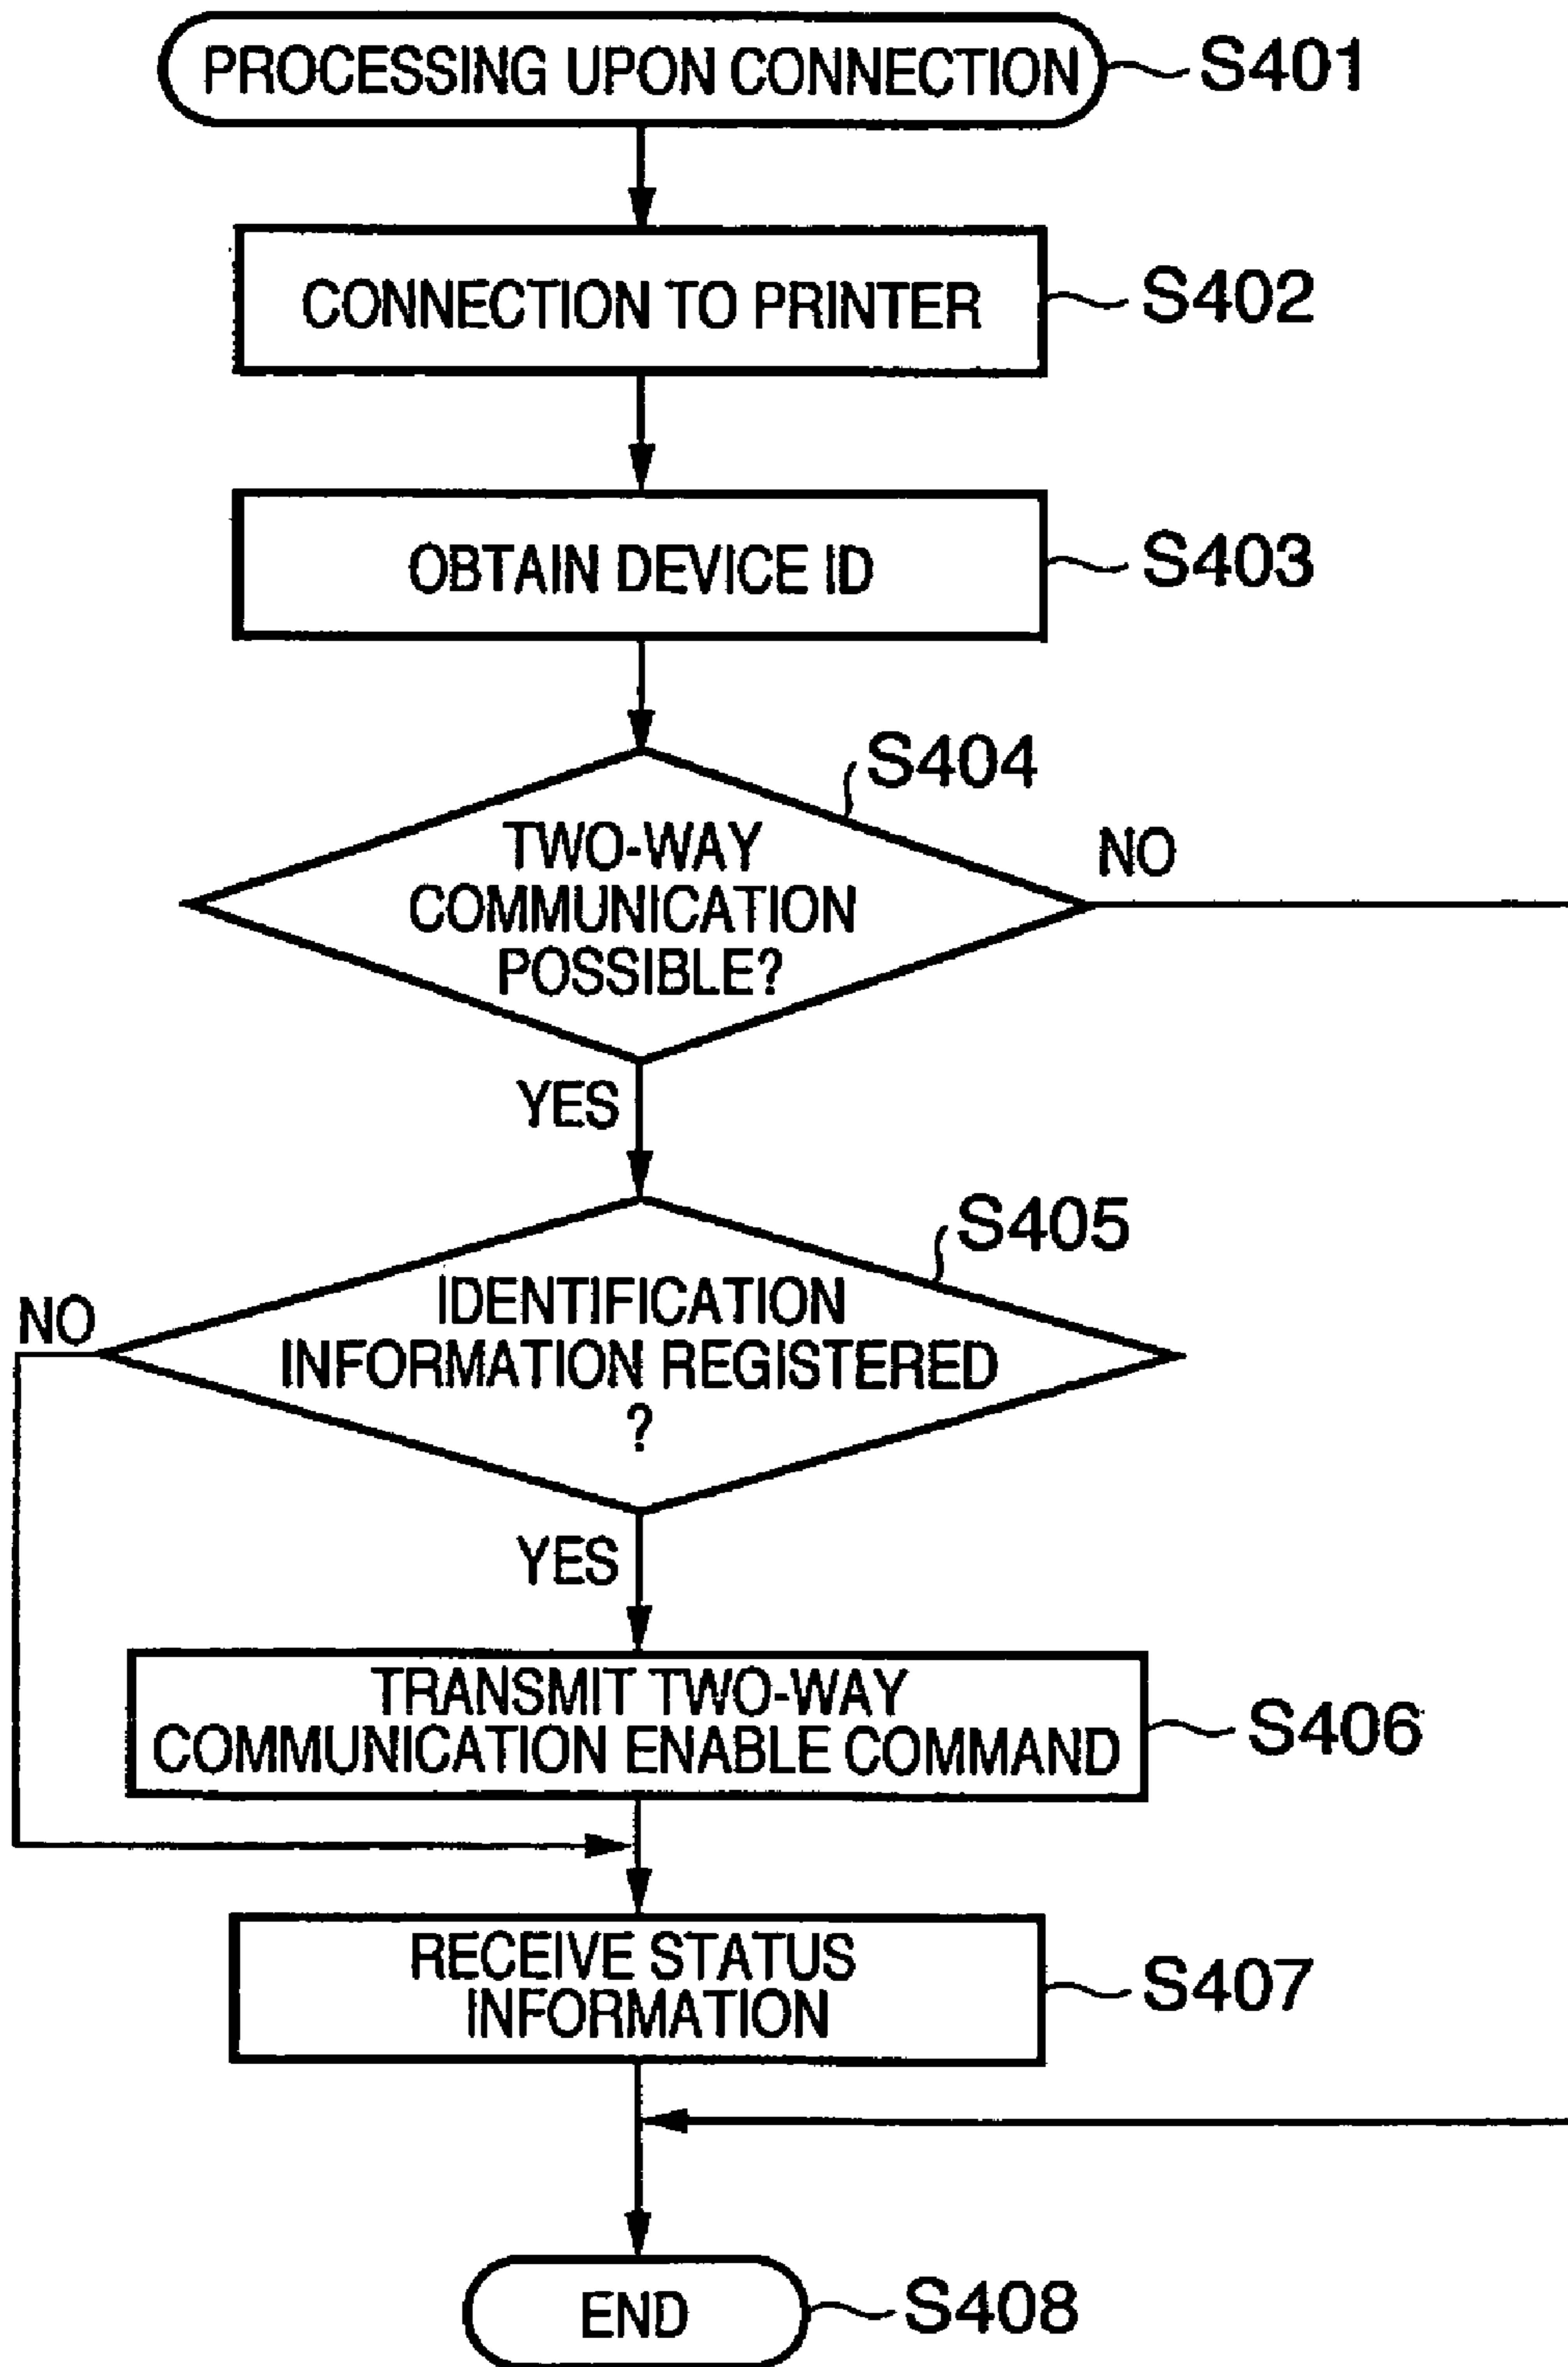 PROCESSING UPON CONNECTION
S401
CONNECTION TO PRINTER
S402
OBTAIN DEVICE ID
S403
S404
TWO-WAY
COMMUNICATION
POSSIBLE?
NO
YES
S405
IDENTIFICATION
INFORMATION REGISTERED
?
NO
YES
TRANSMIT TWO-WAY
COMMUNICATION ENABLE COMMAND
S406
RECEIVE STATUS
INFORMATION
S407
END
S408